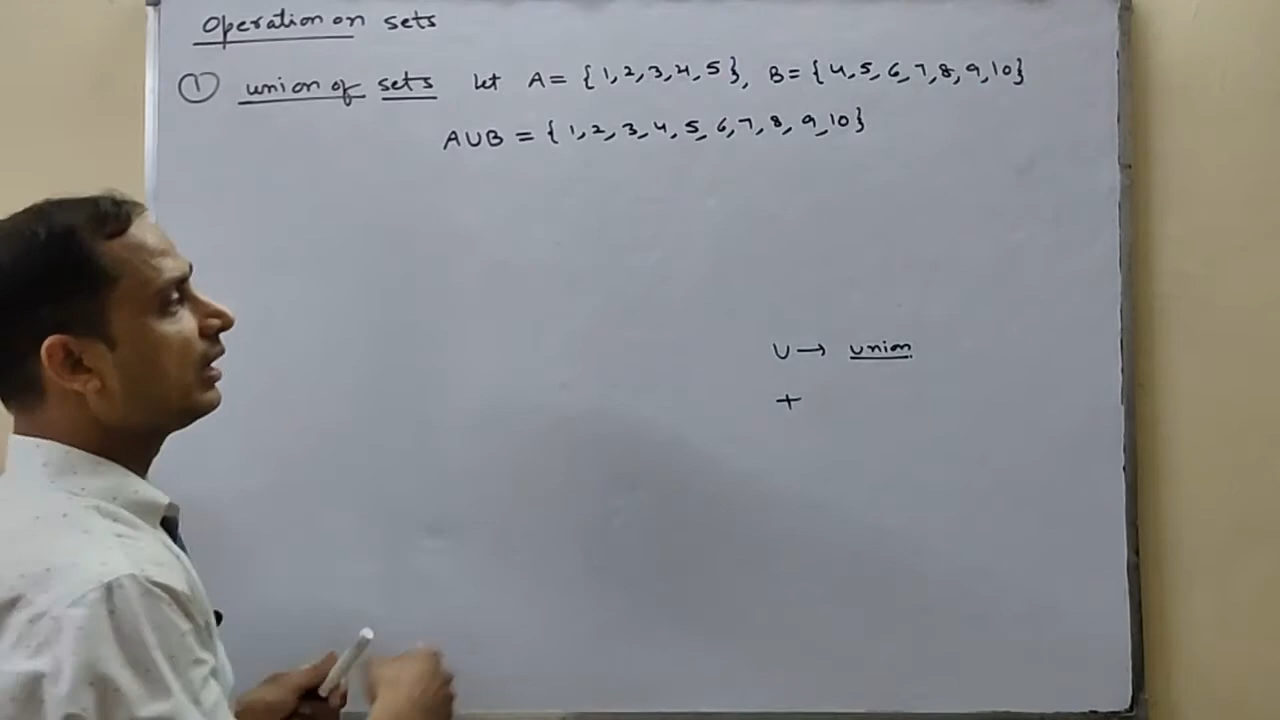 Operation on sets
① union of sets let A = { 1, 2, 3, 4, 5 }, B = { 4, 5, 6, 7, 8, 9, 10 }
A∪B = { 1, 2, 3, 4, 5, 6, 7, 8, 9, 10 }
∪ → union
+